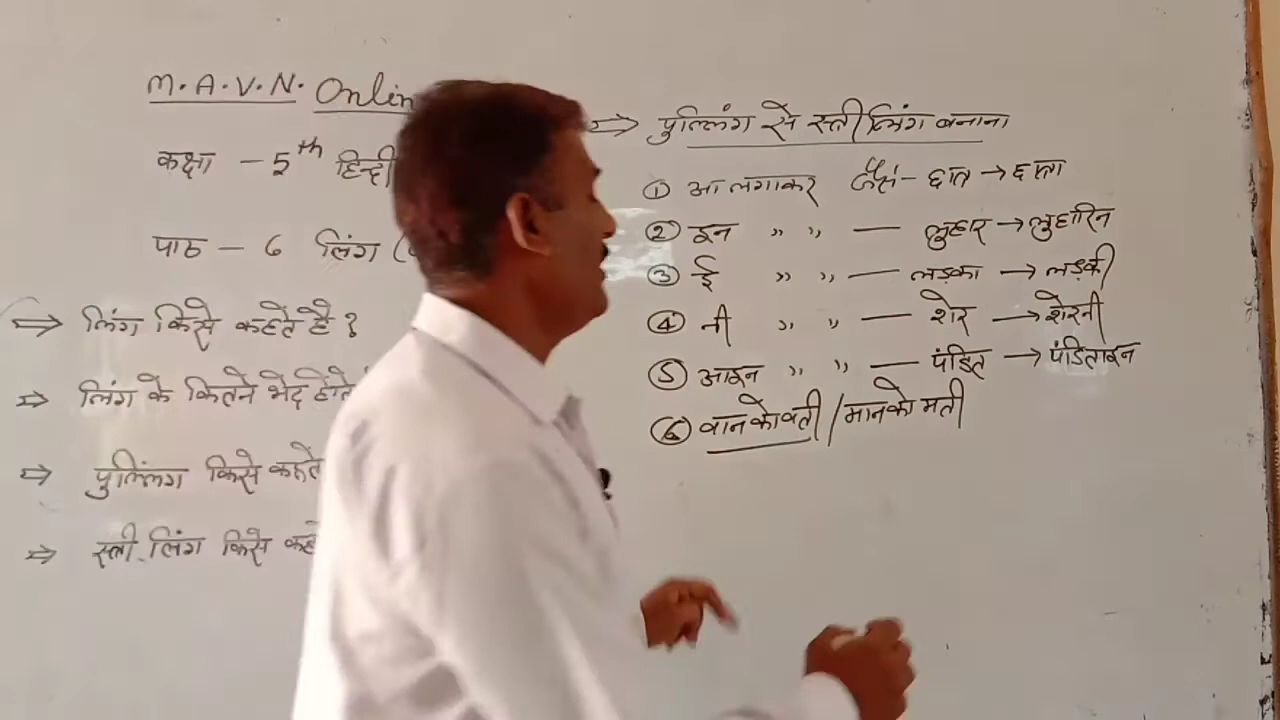 M.A.V.N. Onlin
कक्षा - 5th हिन्दी
पाठ - 6 लिंग (
⇒ लिंग किसे कहते है ?
⇒ लिंग के कितने भेद होते
⇒ पुल्लिंग किसे कहते
⇒ स्त्री.लिंग किसे कहे
⇒ पुल्लिंग से स्त्रीलिंग बनाना
① आ लगाकर जैसे- छात्र → छात्रा
② इन " " — लुहार → लुहारिन
③ ई " " — लड़का → लड़की
④ नी " " — शेर → शेरनी
⑤ आइन " " — पंडित → पंडिताइन
⑥ वान को वती / मान को मती